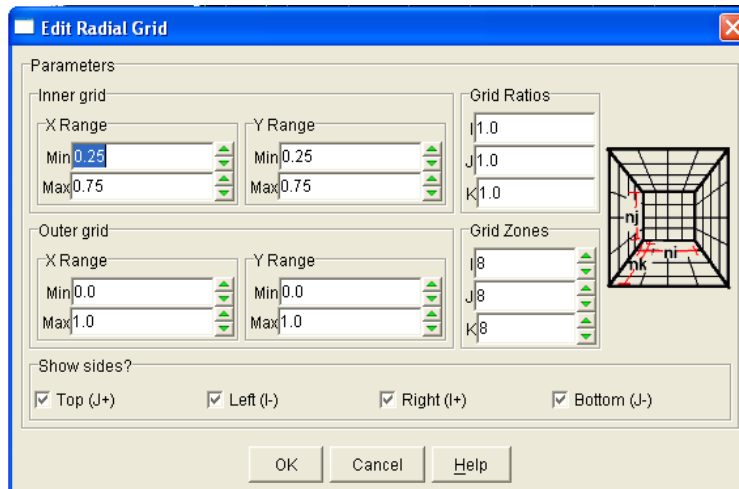 Edit Radial Grid
Parameters
Inner grid
X Range
Min 0.25
Max 0.75
Y Range
Min 0.25
Max 0.75
Grid Ratios
I 1.0
J 1.0
K 1.0
Outer grid
X Range
Min 0.0
Max 1.0
Y Range
Min 0.0
Max 1.0
Grid Zones
I 8
J 8
K 8
nj
nk
ni
Show sides?
Top (J+)
Left (I-)
Right (I+)
Bottom (J-)
OK
Cancel
Help